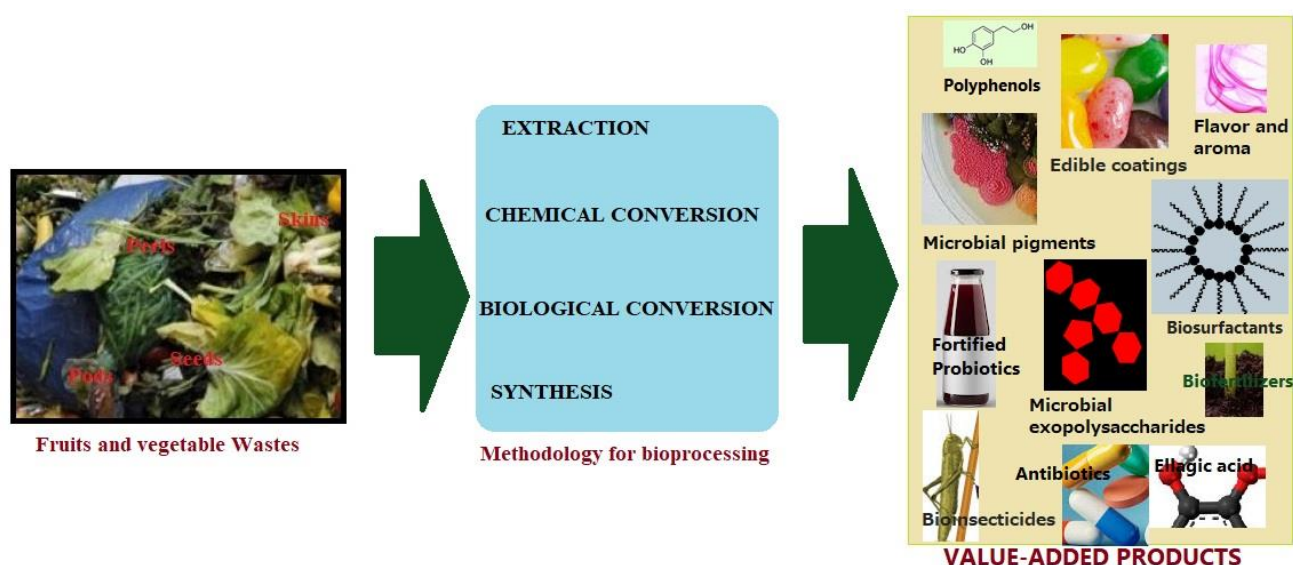 Skins
Peels
Seeds
Pods
Fruits and vegetable Wastes
EXTRACTION
CHEMICAL CONVERSION
BIOLOGICAL CONVERSION
SYNTHESIS
Methodology for bioprocessing
HO
OH
OH
Polyphenols
Edible coatings
Flavor and
aroma
Microbial pigments
Biosurfactants
Fortified
Probiotics
Microbial
exopolysaccharides
Biofertilizers
Bioinsecticides
Antibiotics
Ellagic acid
VALUE-ADDED PRODUCTS